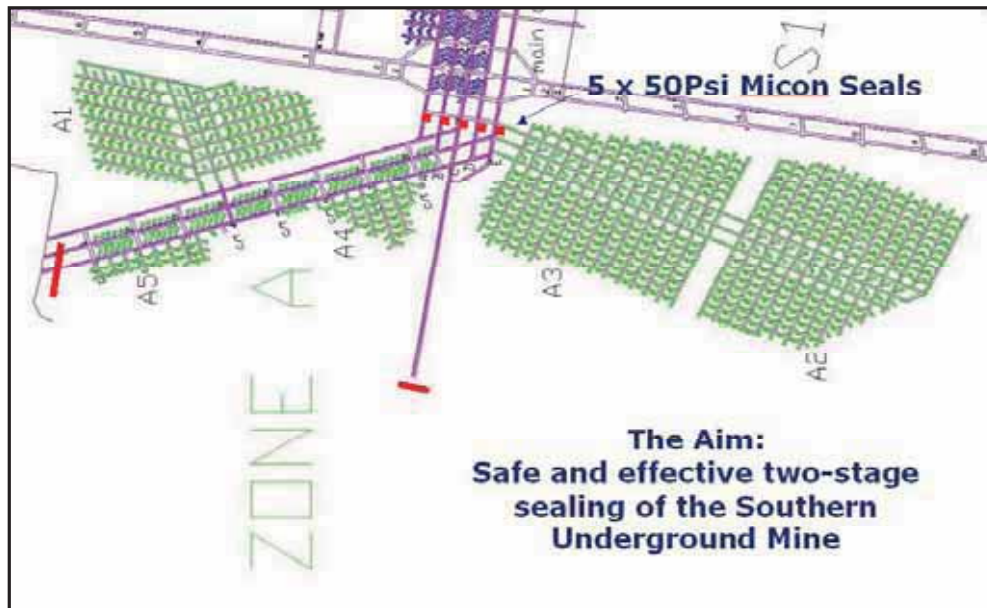 S1
main
5 x 50Psi Micon Seals
A1
A4
A5
A3
A2
ZONE A
The Aim:
Safe and effective two-stage
sealing of the Southern
Underground Mine